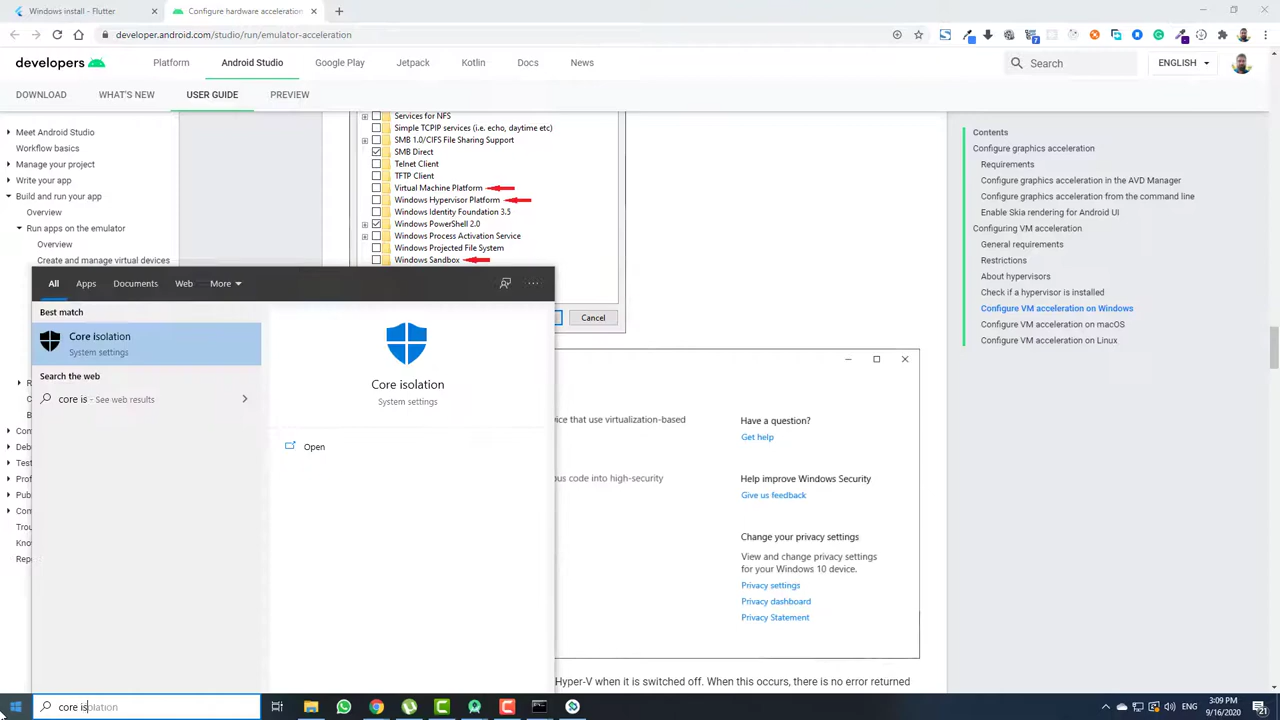 Windows install - Flutter
Configure hardware acceleration
developer.android.com/studio/run/emulator-acceleration
7
developers
Platform
Android Studio
Google Play
Jetpack
Kotlin
Docs
News
Search
ENGLISH
DOWNLOAD
WHAT'S NEW
USER GUIDE
PREVIEW
Meet Android Studio
Workflow basics
Manage your project
Write your app
Build and run your app
Overview
Run apps on the emulator
Overview
Create and manage virtual devices
Services for NFS
Simple TCPIP services (i.e. echo, daytime etc)
SMB 1.0/CIFS File Sharing Support
SMB Direct
Telnet Client
TFTP Client
Virtual Machine Platform
Windows Hypervisor Platform
Windows Identity Foundation 3.5
Windows PowerShell 2.0
Windows Process Activation Service
Windows Projected File System
Windows Sandbox
Cancel
Contents
Configure graphics acceleration
Requirements
Configure graphics acceleration in the AVD Manager
Configure graphics acceleration from the command line
Enable Skia rendering for Android UI
Configuring VM acceleration
General requirements
Restrictions
About hypervisors
Check if a hypervisor is installed
Configure VM acceleration on Windows
Configure VM acceleration on macOS
Configure VM acceleration on Linux
All
Apps
Documents
Web
More
Best match
Core isolation
System settings
Search the web
core is - See web results
Core isolation
System settings
Open
R
C
B
Con
Deb
Test
Prof
Pub
Con
Trou
Kno
Repo
vice that use virtualization-based
ous code into high-security
Have a question?
Get help
Help improve Windows Security
Give us feedback
Change your privacy settings
View and change privacy settings
for your Windows 10 device.
Privacy settings
Privacy dashboard
Privacy Statement
Hyper-V when it is switched off. When this occurs, there is no error returned
core isolation
ENG
3:09 PM
9/16/2020
21